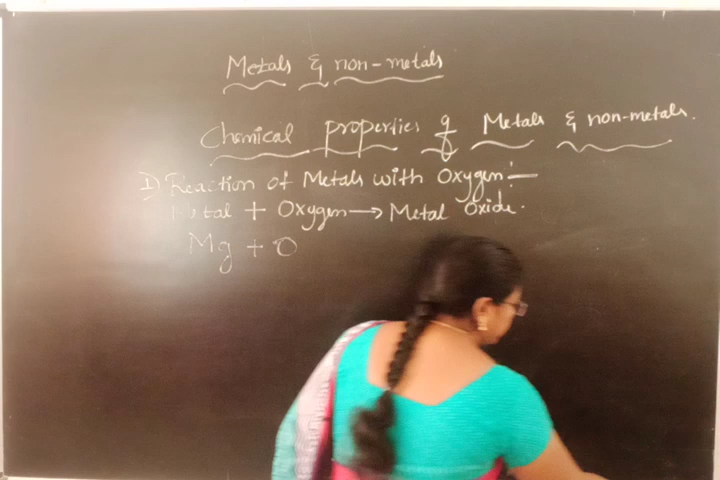 Metals & non-metals
Chemical properties of Metals & non-metals.
1) Reaction of Metals with Oxygen:-
Metal + Oxygen → Metal Oxide.
Mg + O